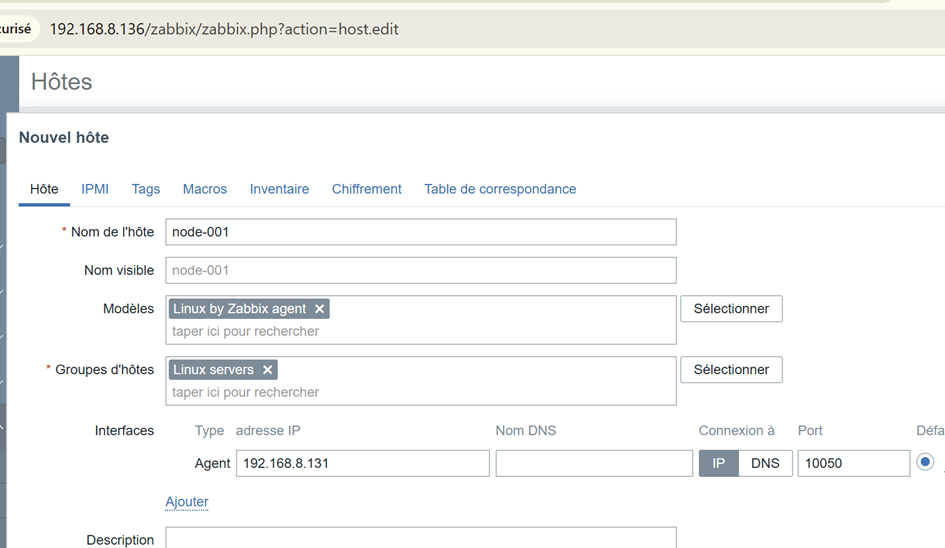 curisé 192.168.8.136/zabbix/zabbix.php?action=host.edit
Hôtes
Nouvel hôte
Hôte IPMI Tags Macros Inventaire Chiffrement Table de correspondance
* Nom de l'hôte node-001
Nom visible node-001
Modèles Linux by Zabbix agent × Sélectionner
taper ici pour rechercher
* Groupes d'hôtes Linux servers × Sélectionner
taper ici pour rechercher
Interfaces Type adresse IP Nom DNS Connexion à Port Défa
Agent 192.168.8.131 IP DNS 10050
Ajouter
Description